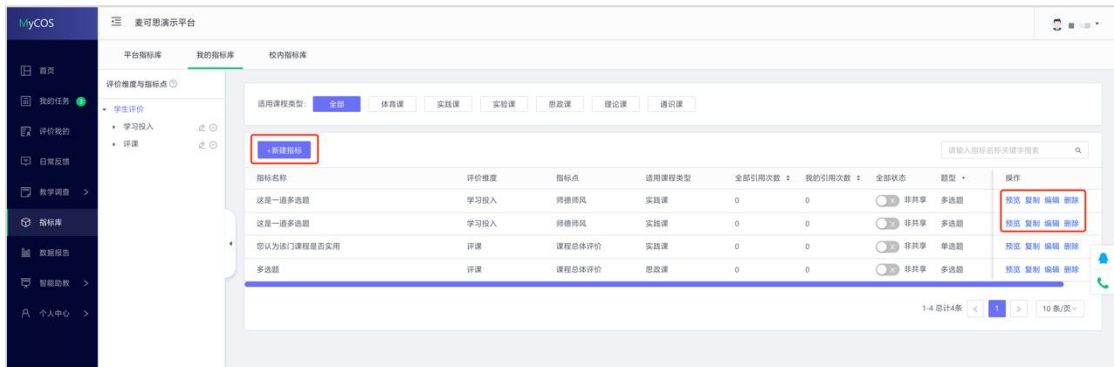 MyCOS
麦可思演示平台
平台指标库 我的指标库 校内指标库
首页
我的任务 3
评价我的
日常反馈
教学调查
指标库
数据报告
智能助教
个人中心
评价维度与指标点
学生评价
学习投入
评课
适用课程类型: 全部 体育课 实践课 实验课 思政课 理论课 通识课
+新建指标
请输入指标名称关键字搜索
指标名称 评价维度 指标点 适用课程类型 全部引用次数 我的引用次数 全部状态 题型 操作
这是一道多选题 学习投入 师德师风 实践课 0 0 非共享 多选题 预览 复制 编辑 删除
这是一道多选题 学习投入 师德师风 实践课 0 0 非共享 多选题 预览 复制 编辑 删除
您认为该门课程是否实用 评课 课程总体评价 实践课 0 0 非共享 单选题 预览 复制 编辑 删除
多选题 评课 课程总体评价 思政课 0 0 非共享 多选题 预览 复制 编辑 删除
1-4 总计4条 < 1 > 10 条/页